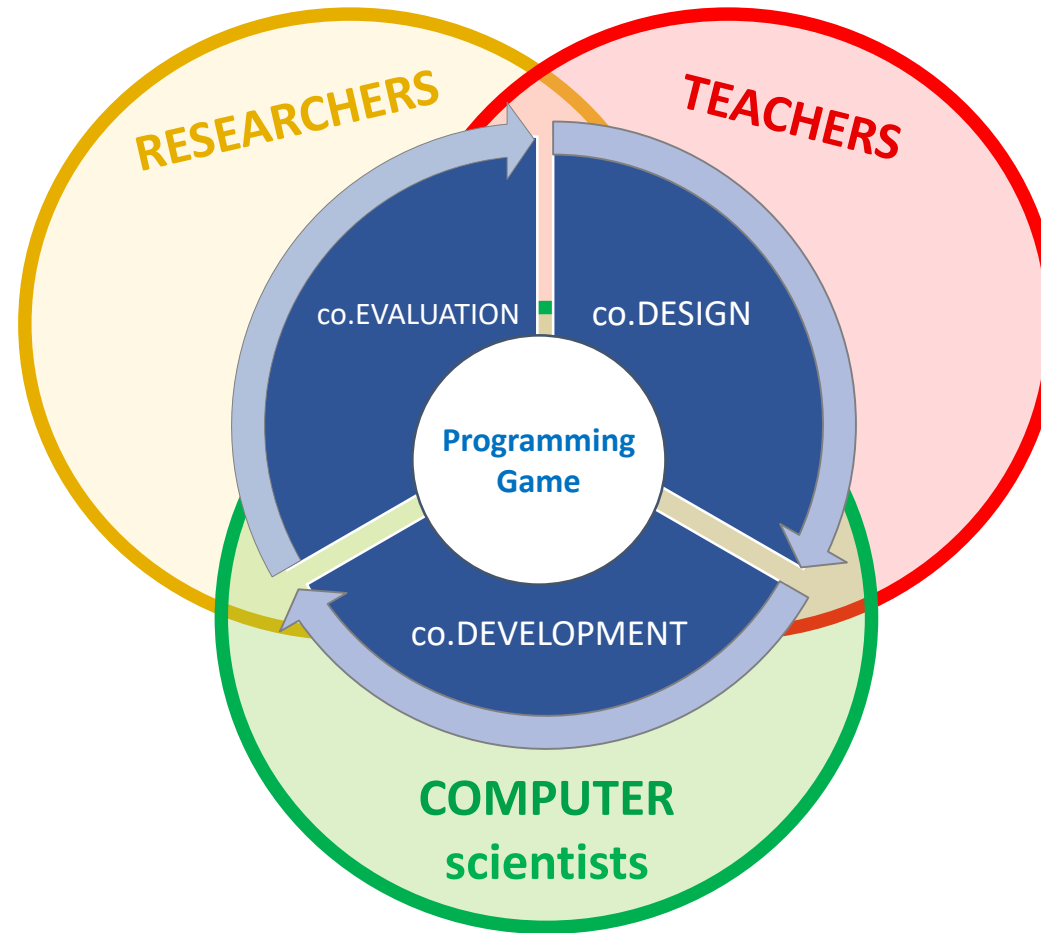 RESEARCHERS
TEACHERS
co.EVALUATION
co.DESIGN
Programming
Game
co.DEVELOPMENT
COMPUTER
scientists